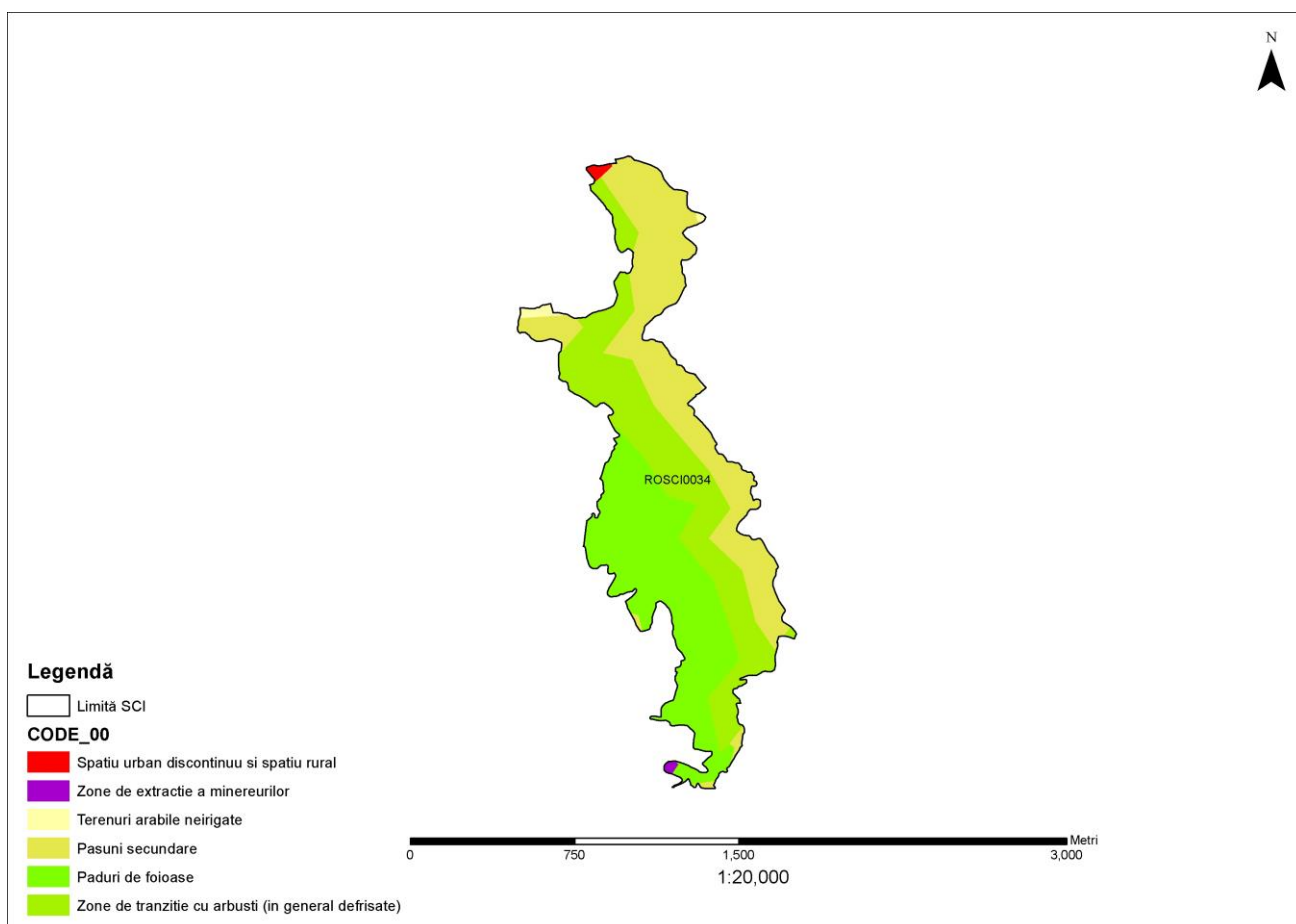 N
ROSCI0034
Legendă
Limită SCI
CODE_00
Spatiu urban discontinuu si spatiu rural
Zone de extractie a minereurilor
Terenuri arabile neirigate
Pasuni secundare
Paduri de foioase
Zone de tranzitie cu arbusti (in general defrisate)
Metri
0 750 1,500 3,000
1:20,000